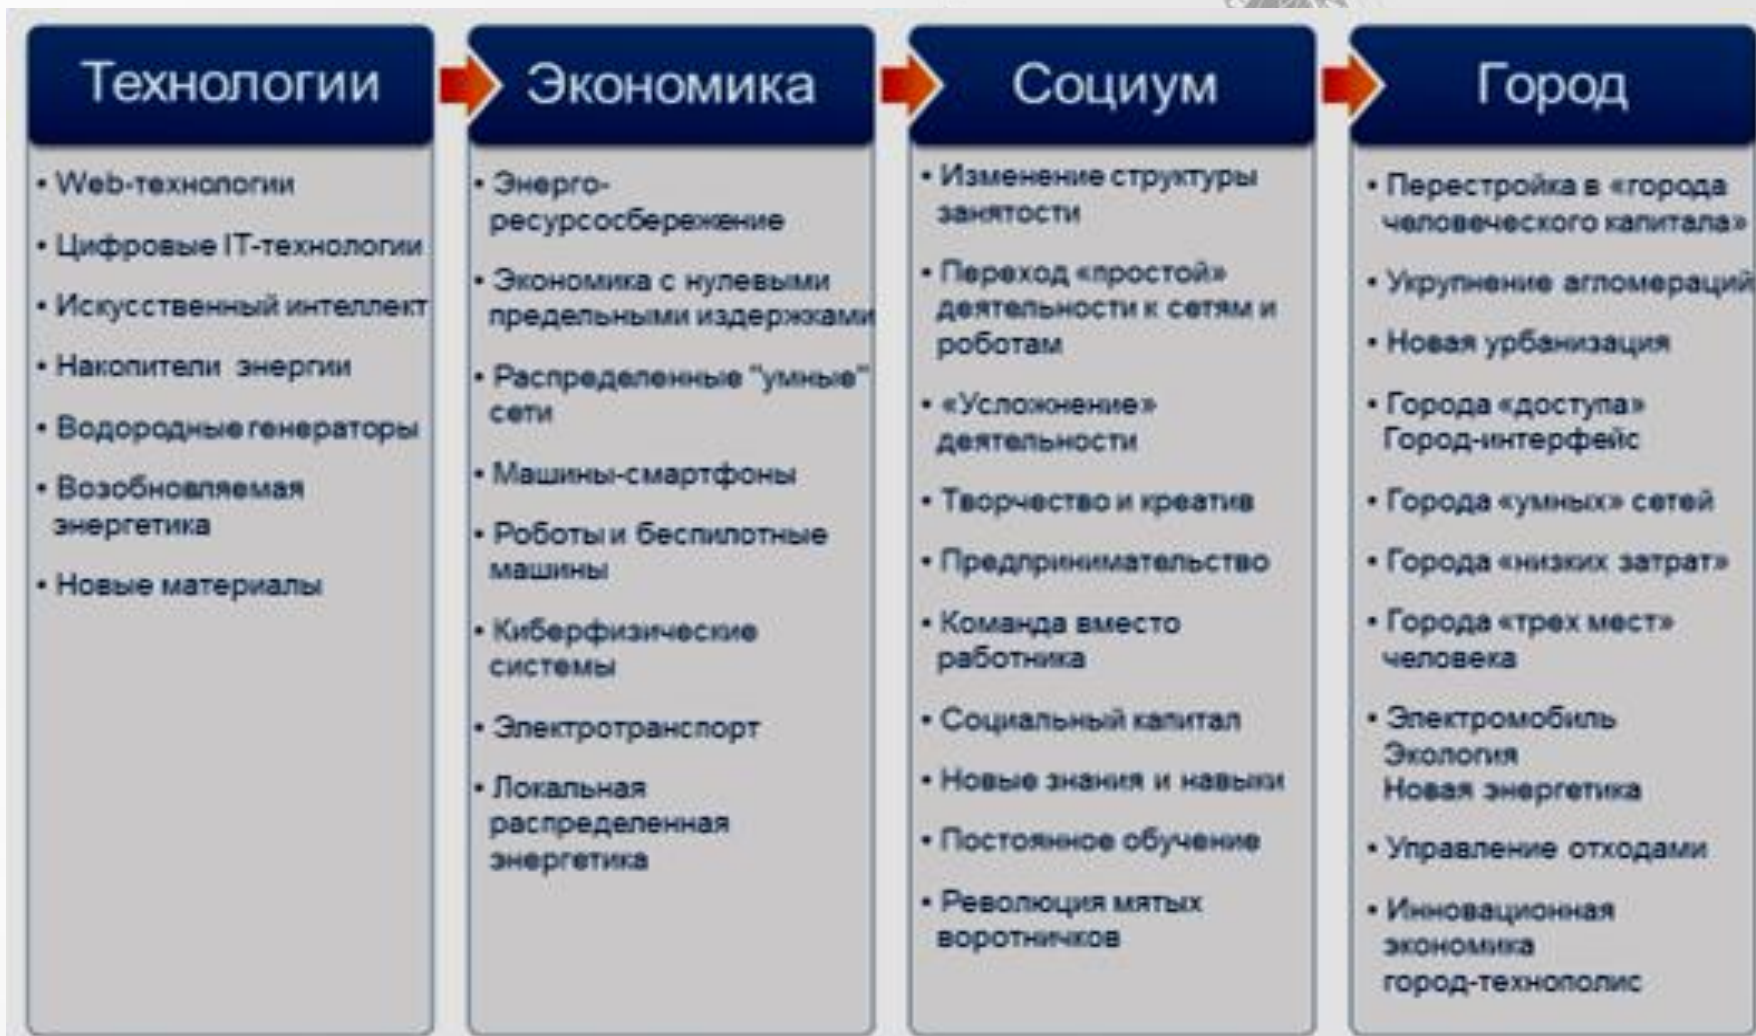 Технологии
• Web-технологии
• Цифровые IT-технологии
• Искусственный интеллект
• Накопители энергии
• Водородные генераторы
• Возобновляемая
энергетика
• Новые материалы
Экономика
• Энерго-
ресурсосбережение
• Экономика с нулевыми
предельными издержками
• Распределенные "умные"
сети
• Машины-смартфоны
• Роботы и беспилотные
машины
• Киберфизические
системы
• Электротранспорт
• Локальная
распределенная
энергетика
Социум
• Изменение структуры
занятости
• Переход «простой»
деятельности к сетям и
роботам
• «Усложнение»
деятельности
• Творчество и креатив
• Предпринимательство
• Команда вместо
работника
• Социальный капитал
• Новые знания и навыки
• Постоянное обучение
• Революция мятых
воротничков
Город
• Перестройка в «города
человеческого капитала»
• Укрупнение агломераций
• Новая урбанизация
• Города «доступа»
Город-интерфейс
• Города «умных» сетей
• Города «низких затрат»
• Города «трех мест»
человека
• Электромобиль
Экология
Новая энергетика
• Управление отходами
• Инновационная
экономика
город-технополис